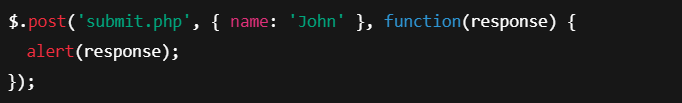 $.post('submit.php', { name: 'John' }, function(response) {
  alert(response);
});